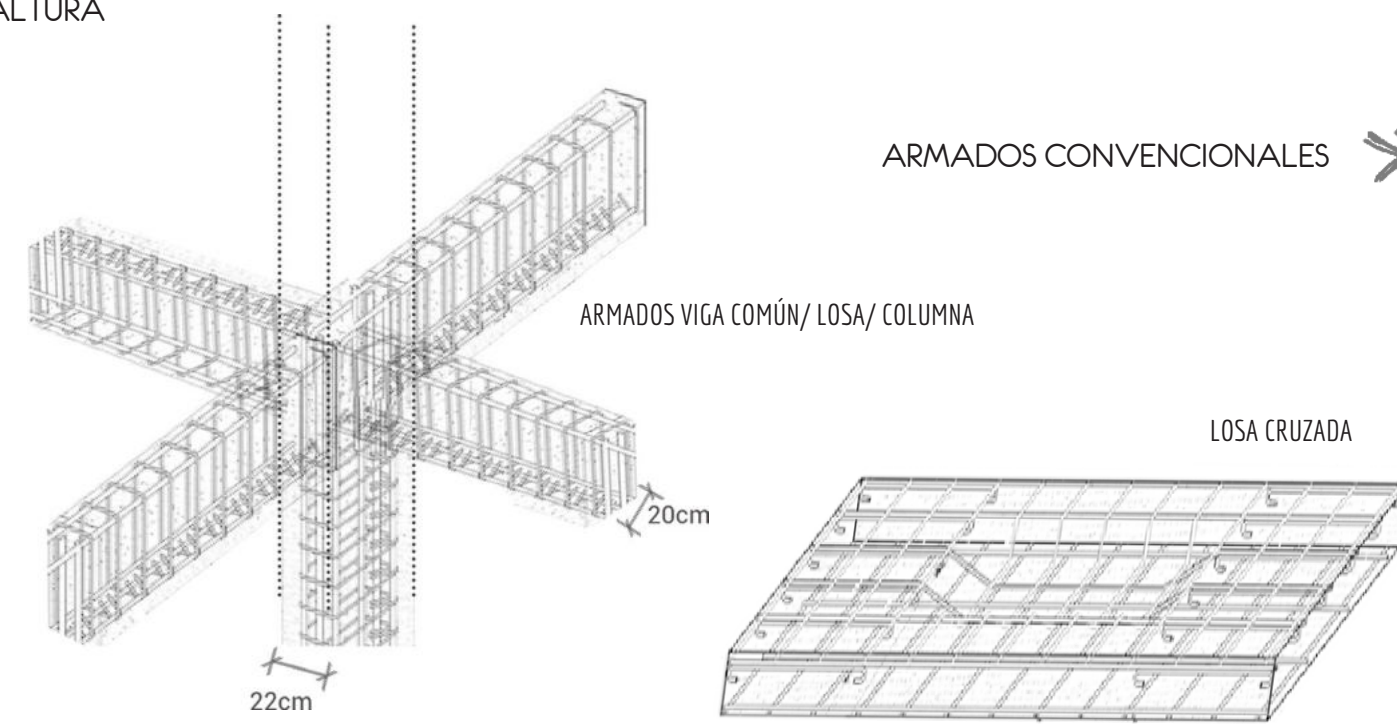 ALTURA
ARMADOS CONVENCIONALES
ARMADOS VIGA COMÚN/ LOSA/ COLUMNA
LOSA CRUZADA
20cm
22cm